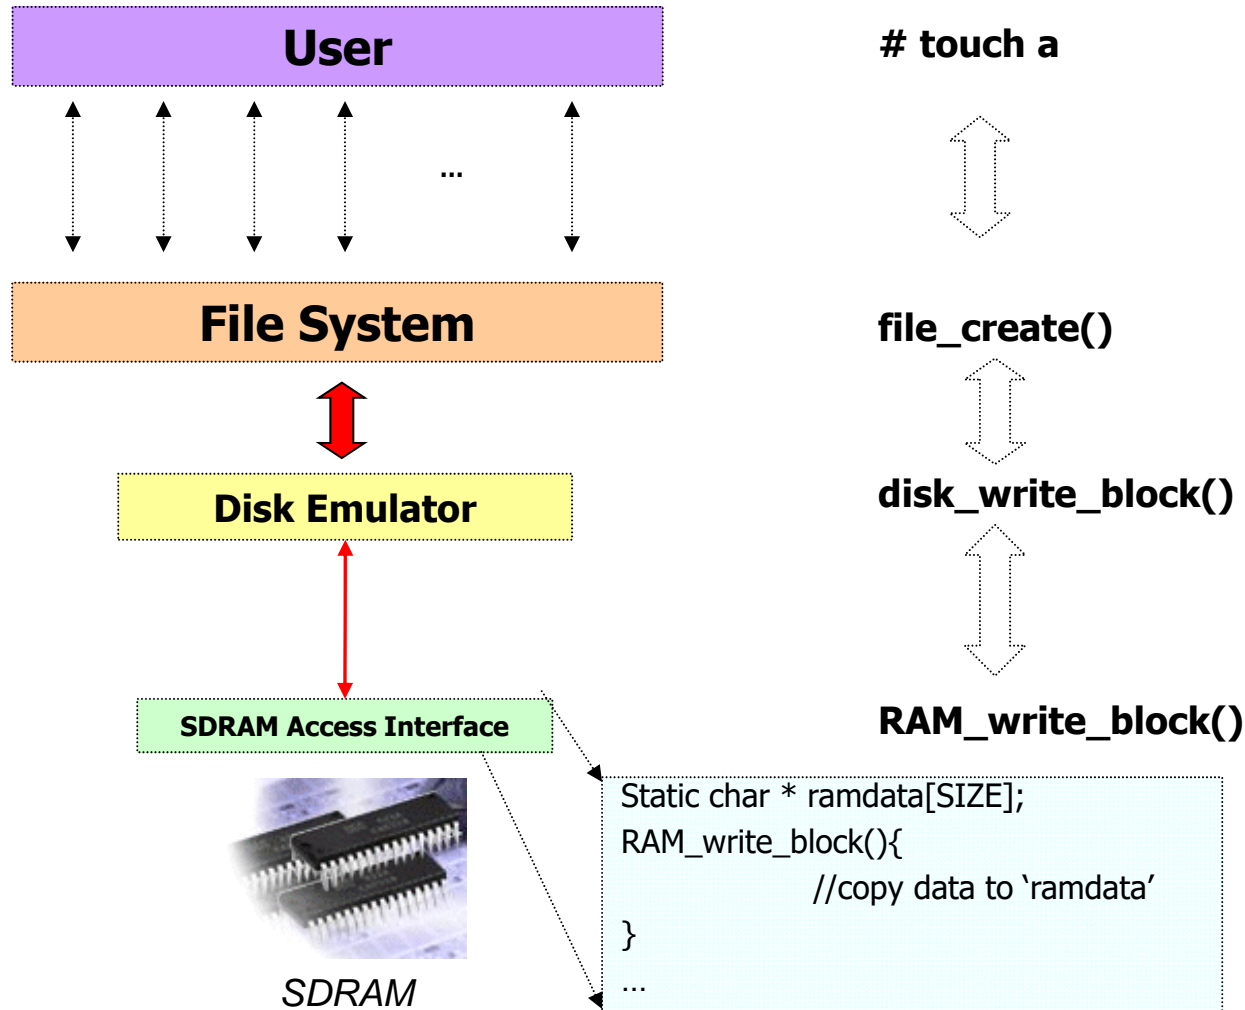 User
# touch a
...
File System
file_create()
Disk Emulator
disk_write_block()
SDRAM Access Interface
RAM_write_block()
Static char * ramdata[SIZE];
RAM_write_block(){
//copy data to ‘ramdata’
}
...
SDRAM